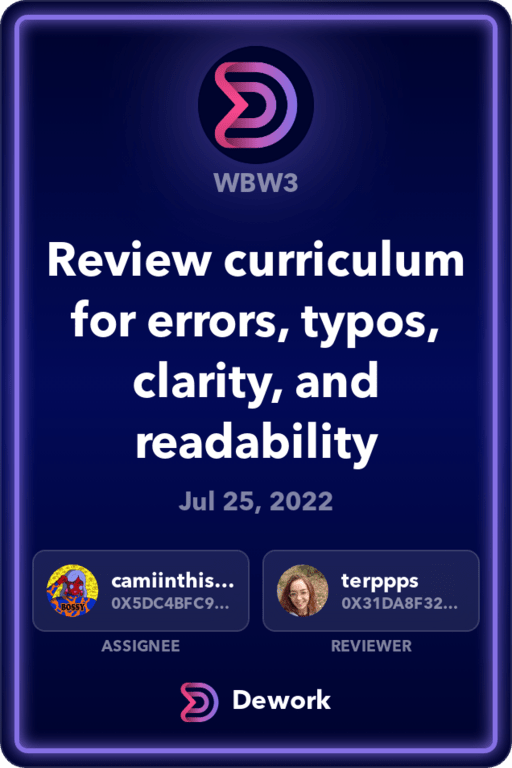 WBW3
Review curriculum
for errors, typos,
clarity, and
readability
Jul 25, 2022
camiinthis...
0X5DC4BFC9...
BOSSY
ASSIGNEE
terppps
0X31DA8F32...
REVIEWER
Dework